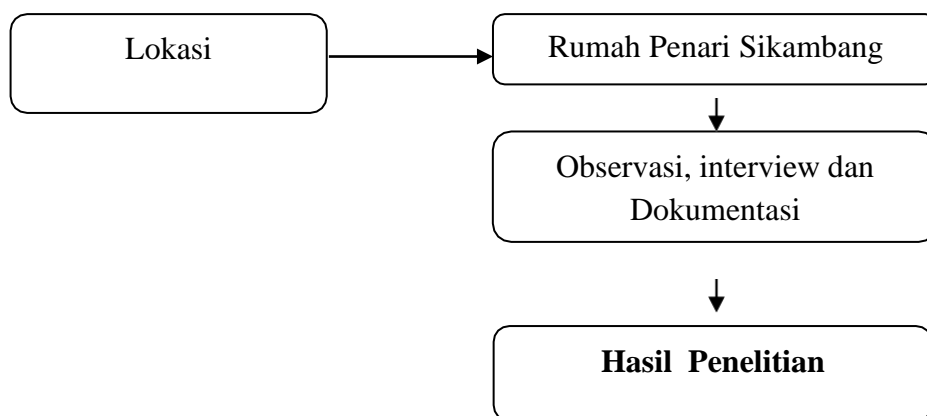 Lokasi
Rumah Penari Sikambang
Observasi, interview dan
Dokumentasi
Hasil Penelitian